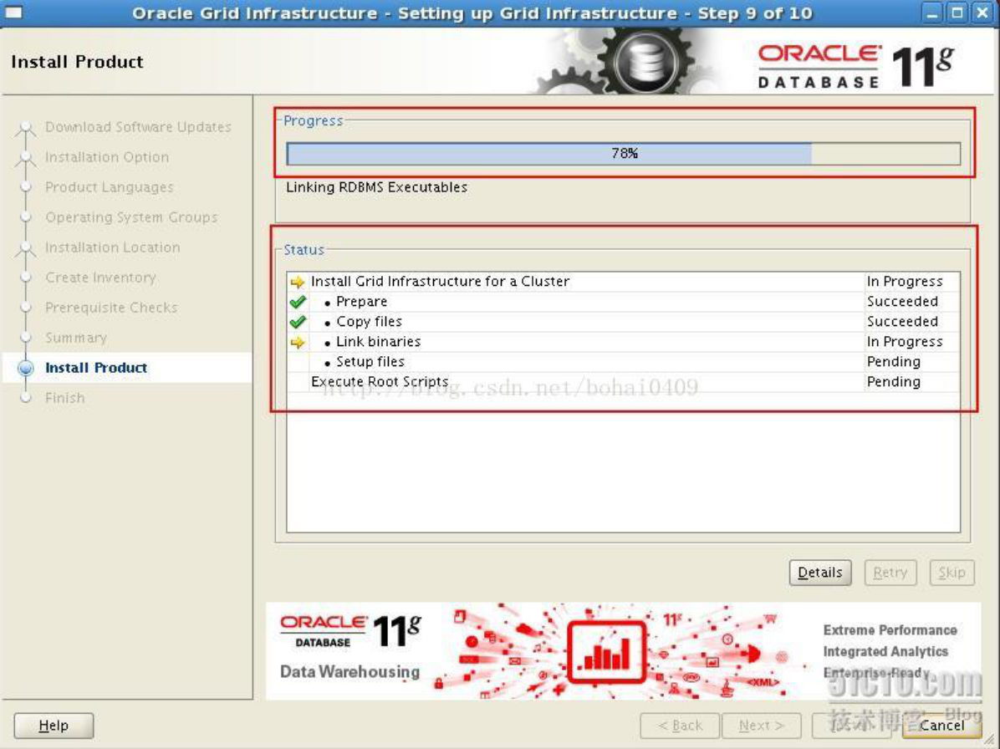 Oracle Grid Infrastructure - Setting up Grid Infrastructure - Step 9 of 10
Install Product
ORACLE
DATABASE
11g
Download Software Updates
Installation Option
Product Languages
Operating System Groups
Installation Location
Create Inventory
Prerequisite Checks
Summary
Install Product
Finish
Progress
78%
Linking RDBMS Executables
Status
Install Grid Infrastructure for a Cluster In Progress
• Prepare Succeeded
• Copy files Succeeded
• Link binaries In Progress
• Setup files Pending
Execute Root Scripts Pending
http://blog.csdn.net/bohai0409
Details Retry Skip
ORACLE
DATABASE
11g
Data Warehousing
11g
<XML>
Extreme Performance
Integrated Analytics
Enterprise-Ready
51CTO.com
技术博客 Blog
Help < Back Next > Cancel